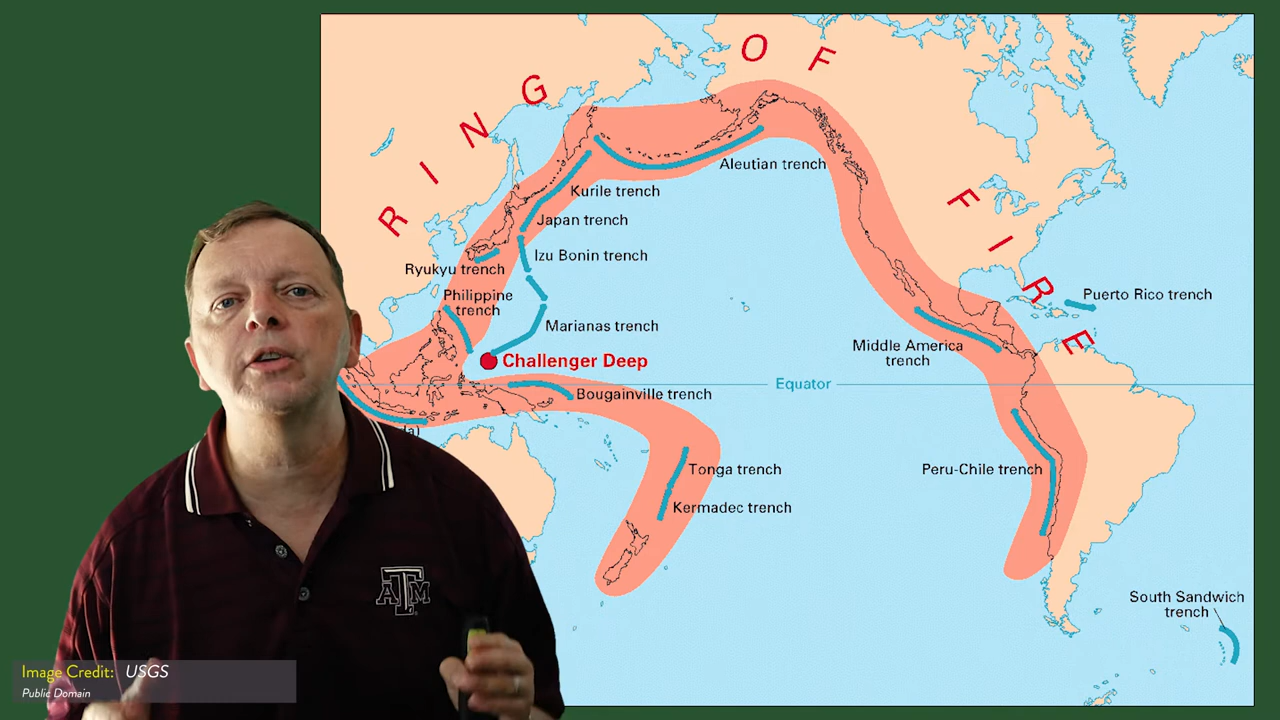 RING OF FIRE
Aleutian trench
Kurile trench
Japan trench
Izu Bonin trench
Ryukyu trench
Philippine
trench
Marianas trench
Challenger Deep
Equator
Bougainville trench
Tonga trench
Kermadec trench
Puerto Rico trench
Middle America
trench
Peru-Chile trench
South Sandwich
trench
ATM
Image Credit: USGS
Public Domain